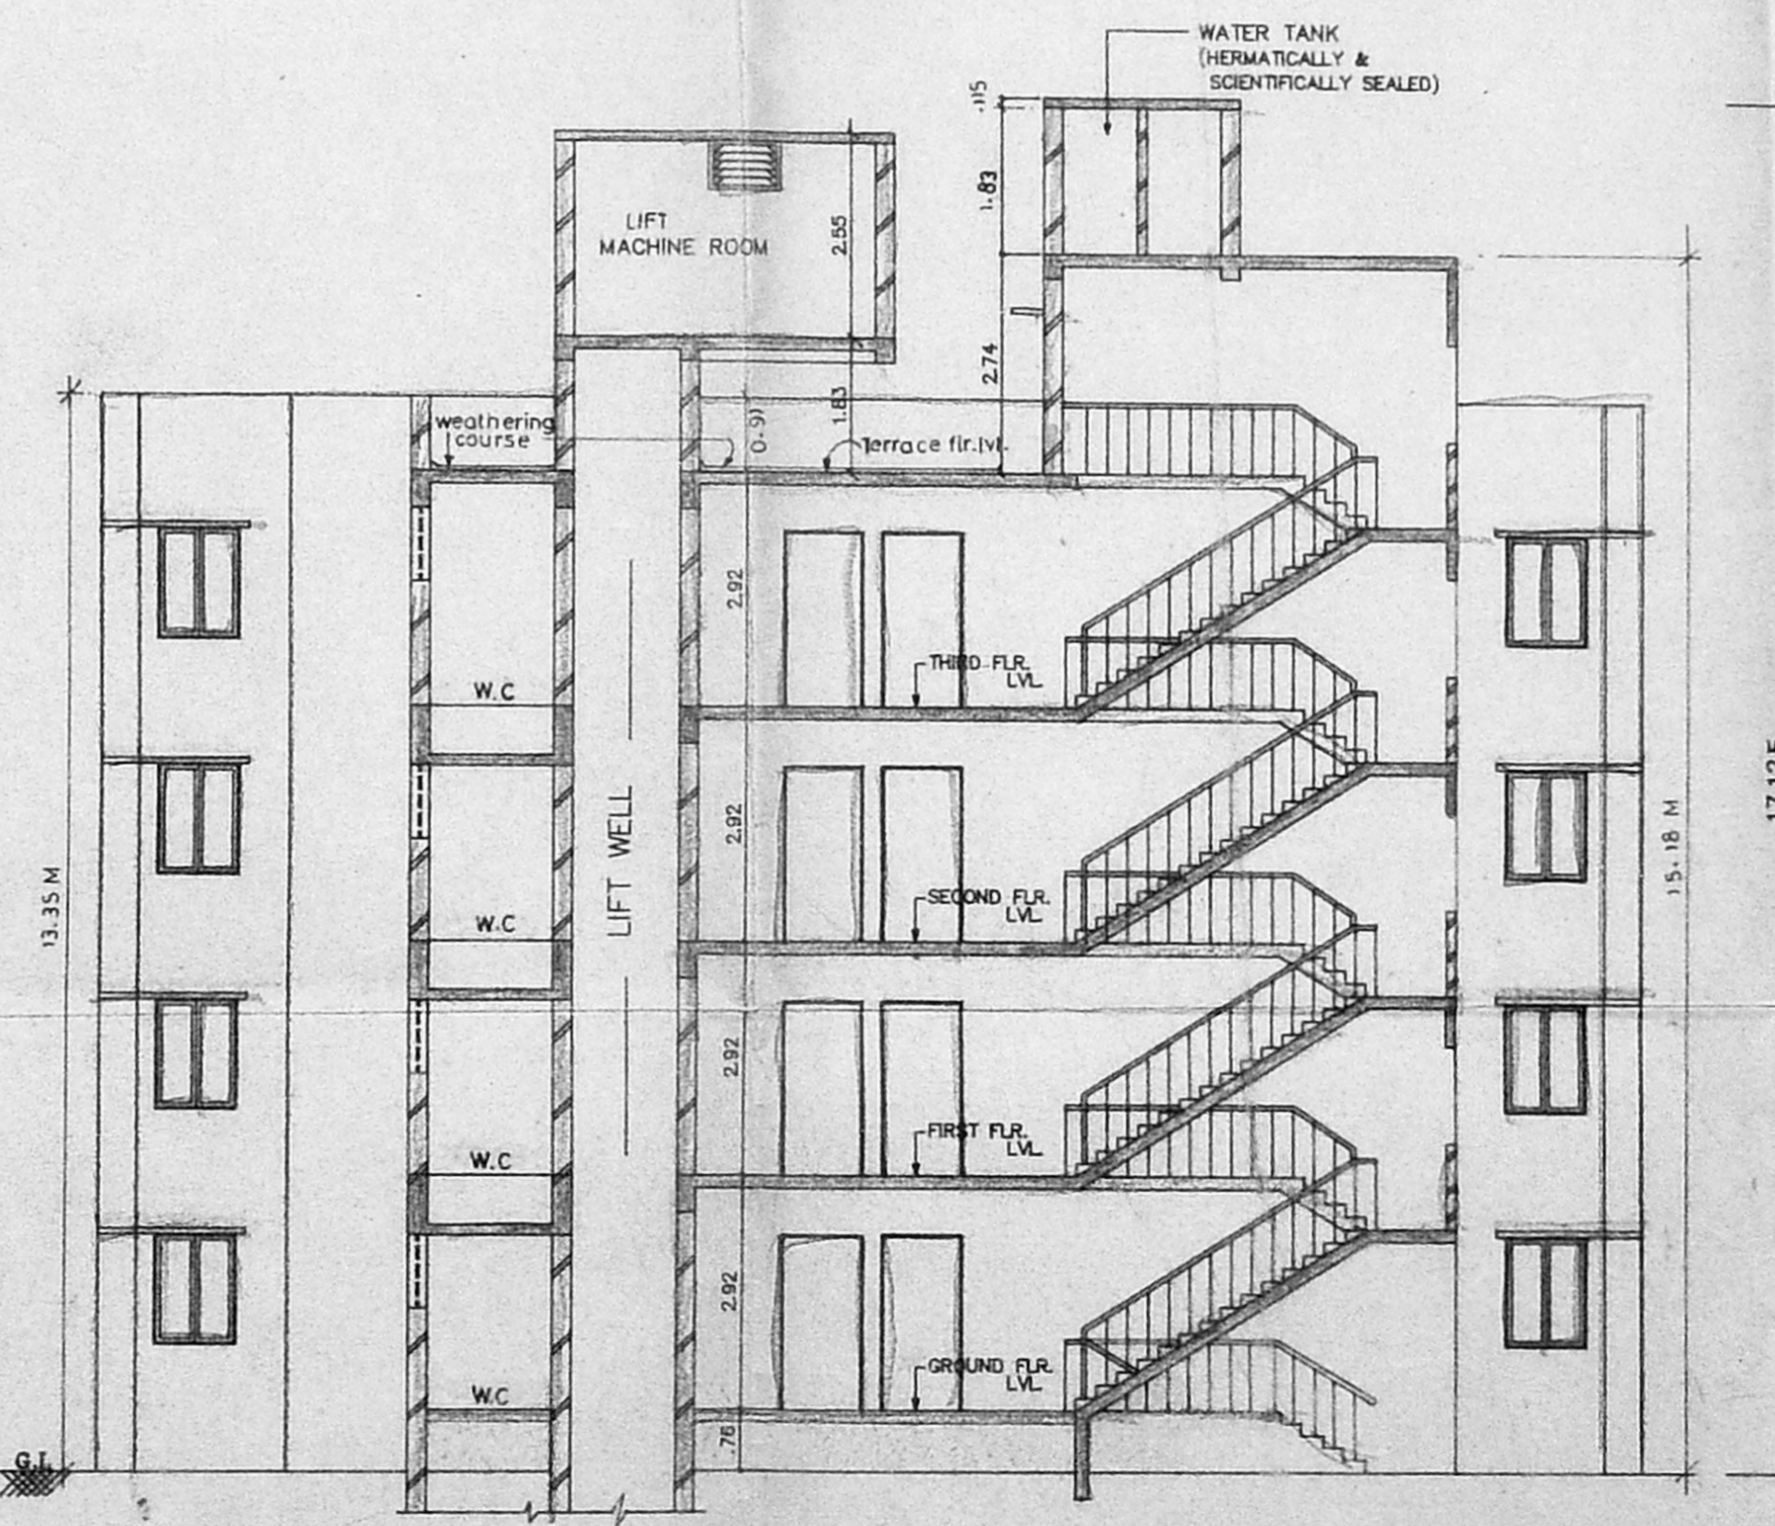 WATER TANK
(HERMATICALLY &
SCIENTIFICALLY SEALED)
.115
1.83
LIFT
MACHINE ROOM
2.55
2.74
1.83
0.91
weathering
course
Terrace flr.lvl.
2.92
THIRD FLR.
LVL
W.C
2.92
LIFT WELL
15.18 M
13.35 M
SECOND FLR.
LVL
W.C
2.92
FIRST FLR.
LVL
W.C
2.92
GROUND FLR.
LVL
W.C
.76
G.L.